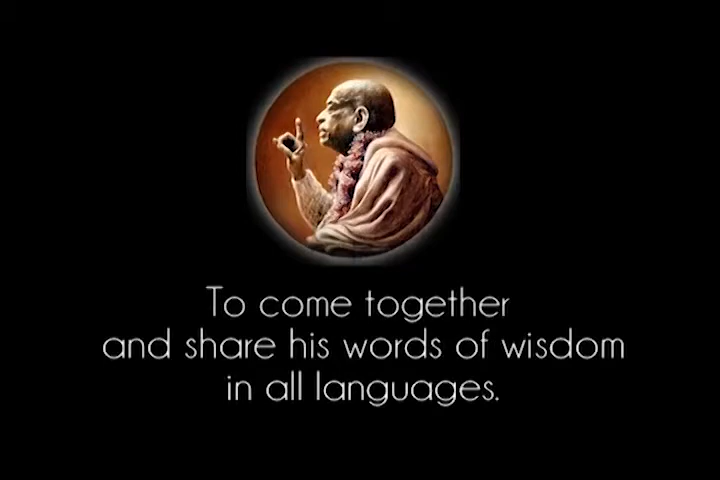 To come together
and share his words of wisdom
in all languages.